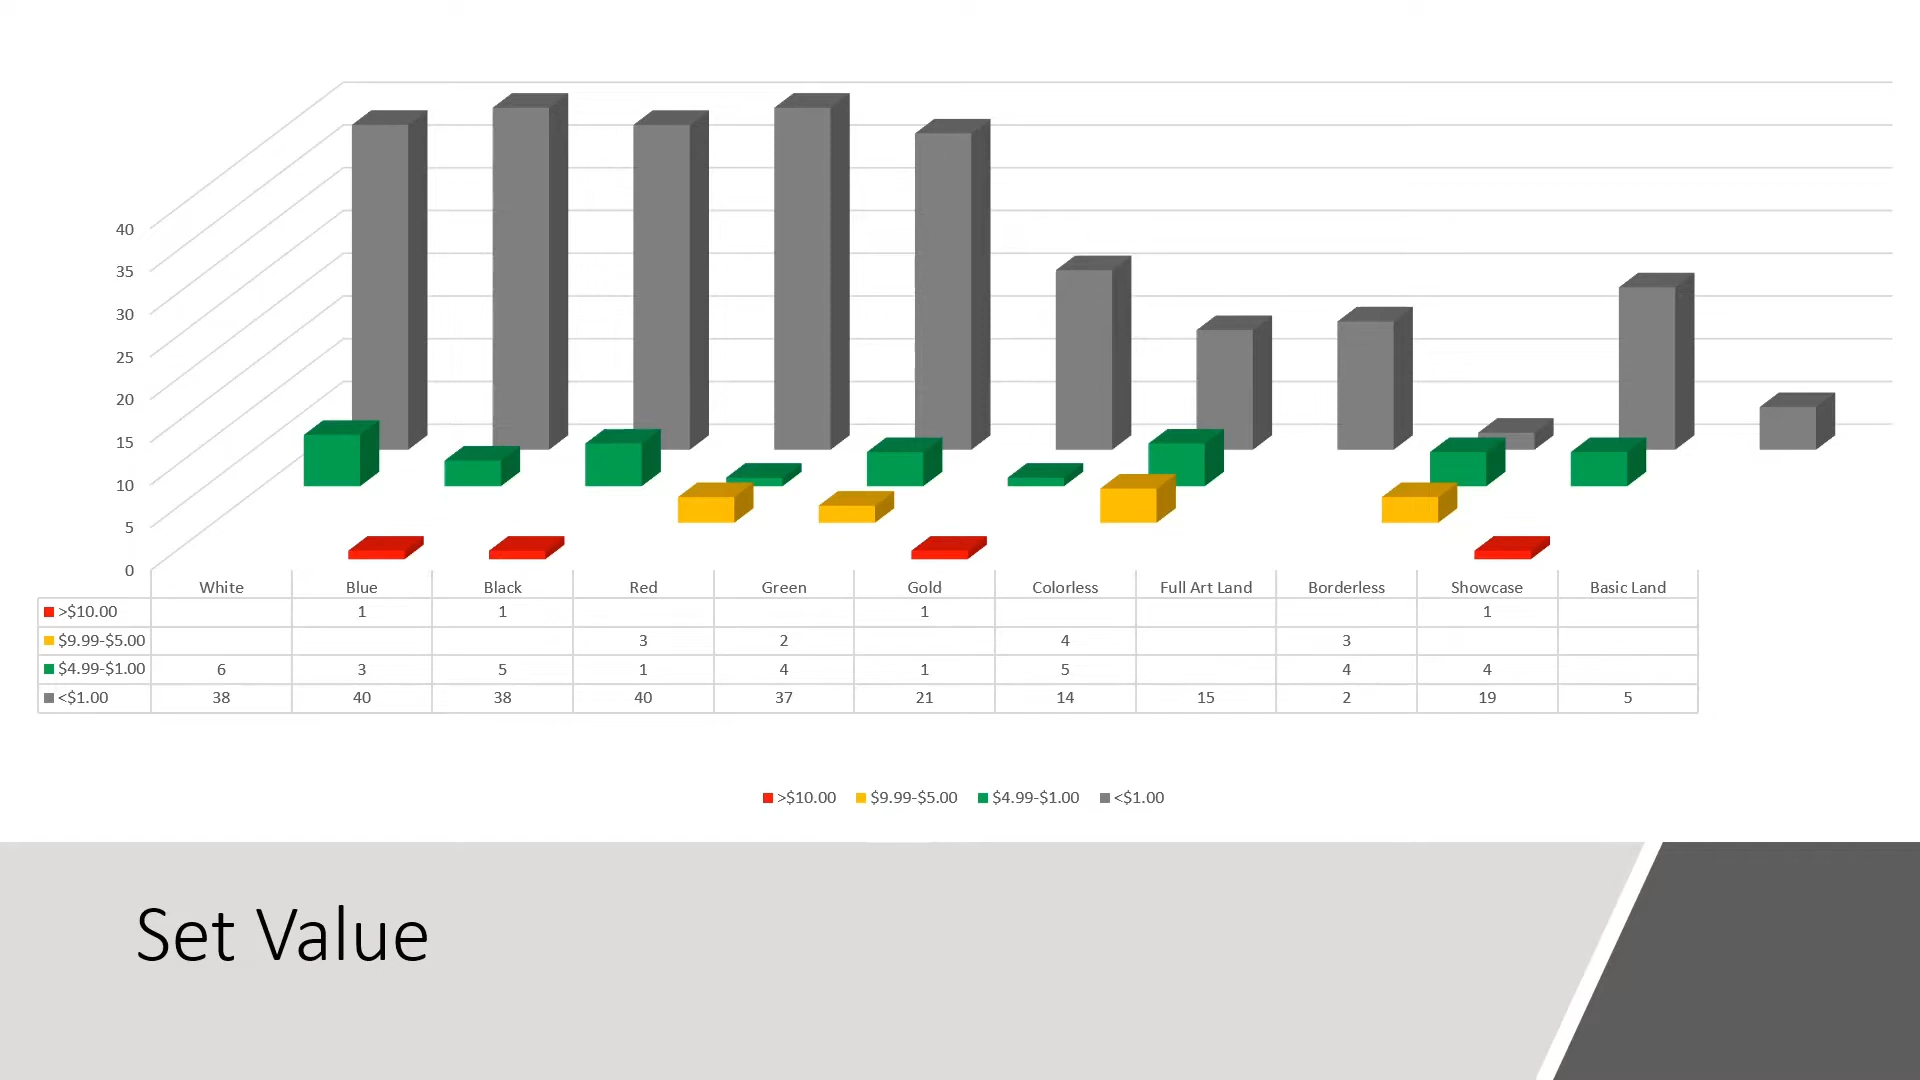 40
35
30
25
20
15
10
5
0
White Blue Black Red Green Gold Colorless Full Art Land Borderless Showcase Basic Land
>$10.00 1 1 1 1
$9.99-$5.00 3 2 4 3
$4.99-$1.00 6 3 5 1 4 1 5 4 4
<$1.00 38 40 38 40 37 21 14 15 2 19 5
>$10.00 $9.99-$5.00 $4.99-$1.00 <$1.00
Set Value